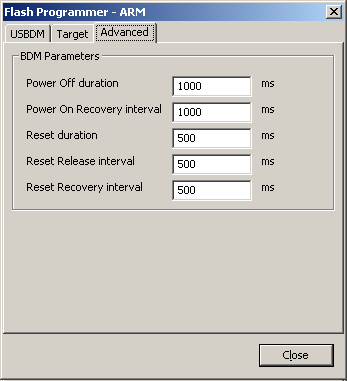 Flash Programmer - ARM
USBDM Target Advanced
BDM Parameters
Power Off duration 1000 ms
Power On Recovery interval 1000 ms
Reset duration 500 ms
Reset Release interval 500 ms
Reset Recovery interval 500 ms
Close